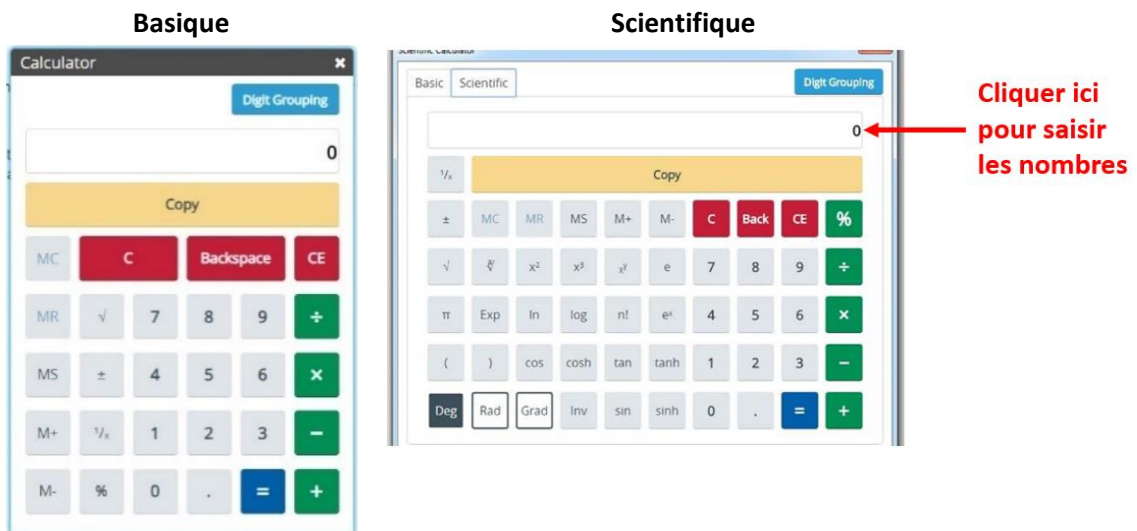 Basique
Calculator ×
Digit Grouping
0
Copy
MC C Backspace CE
MR √ 7 8 9 ÷
MS ± 4 5 6 ×
M+ ¹/ₓ 1 2 3 −
M- % 0 . = +
Scientifique
Scientific Calculator
Basic Scientific Digit Grouping
0
¹/ₓ Copy
± MC MR MS M+ M- C Back CE %
√ ʸ√ x² x³ xʸ e 7 8 9 ÷
π Exp ln log n! eˣ 4 5 6 ×
( ) cos cosh tan tanh 1 2 3 −
Deg Rad Grad Inv sin sinh 0 . = +
Cliquer ici
pour saisir
les nombres